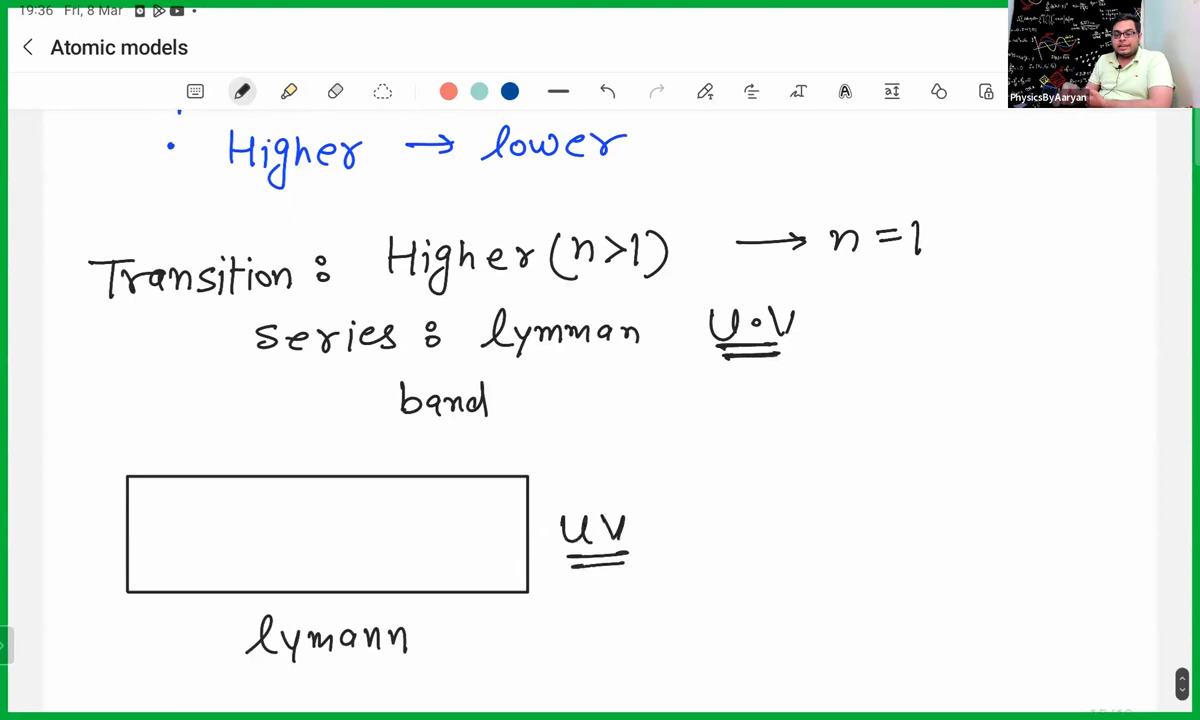 19:36 Fri, 8 Mar
Atomic models
PhysicsByAaryan
• Higher → lower
Transition : Higher (n>1) → n = 1
series : lymman U.V
band
UV
lymann